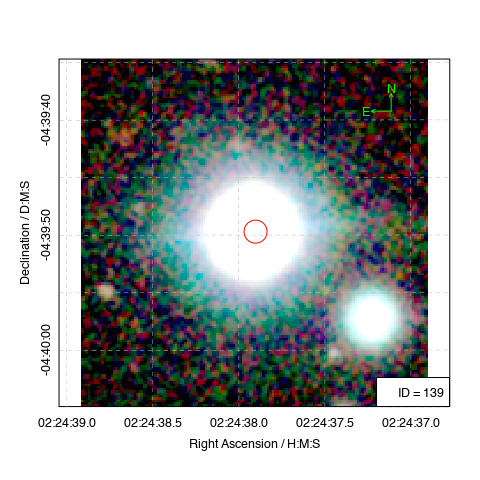 N
E
-04:39:40
-04:39:50
-04:40:00
Declination / D:M:S
ID = 139
02:24:39.0 02:24:38.5 02:24:38.0 02:24:37.5 02:24:37.0
Right Ascension / H:M:S